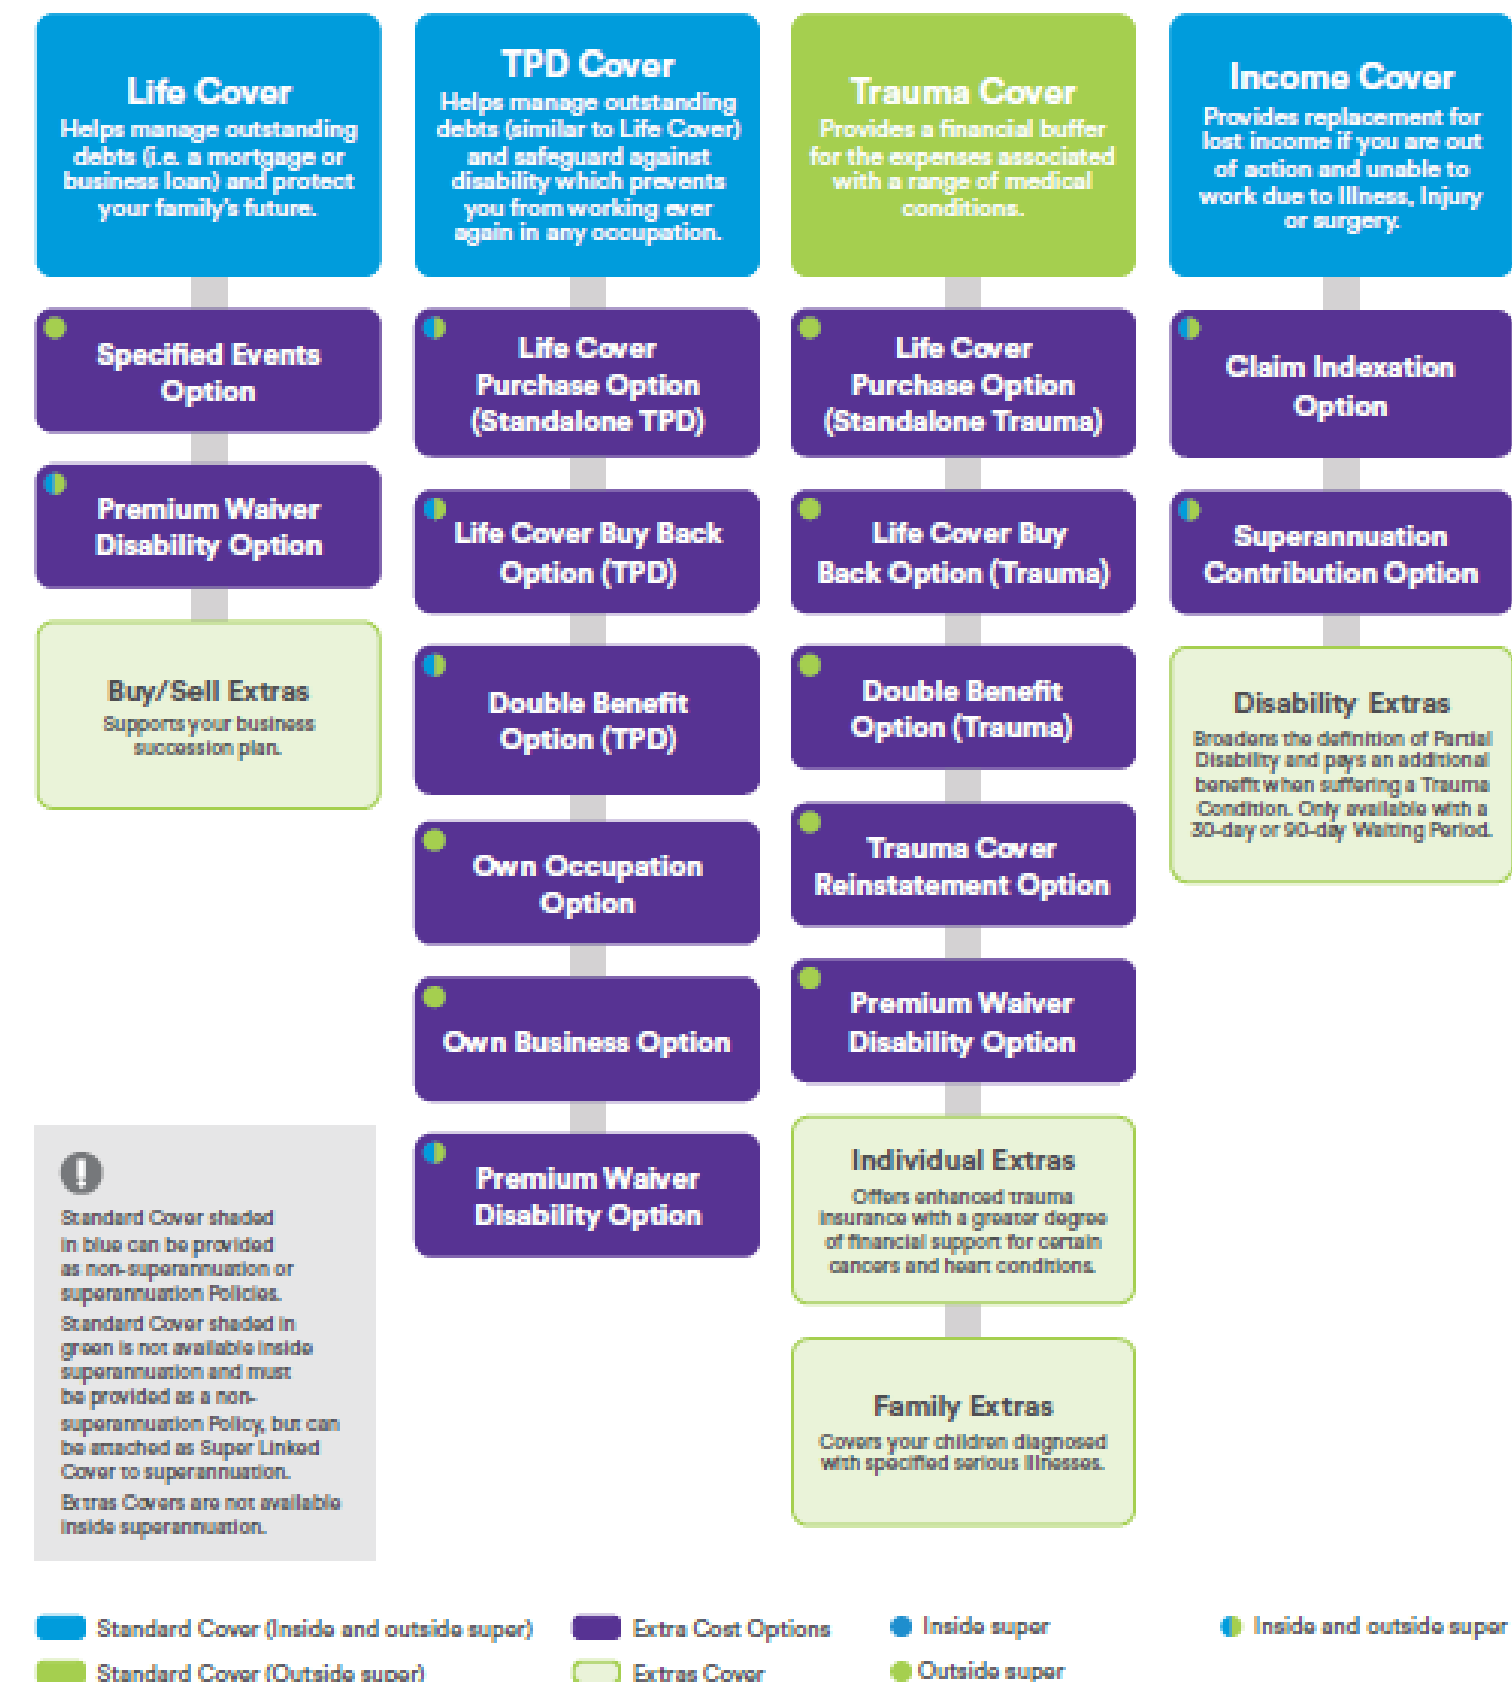 Life Cover
Helps manage outstanding
debts (i.e. a mortgage or
business loan) and protect
your family's future.
Specified Events
Option
Premium Waiver
Disability Option
Buy/Sell Extras
Supports your business
succession plan.
TPD Cover
Helps manage outstanding
debts (similar to Life Cover)
and safeguard against
disability which prevents
you from working ever
again in any occupation.
Life Cover
Purchase Option
(Standalone TPD)
Life Cover Buy Back
Option (TPD)
Double Benefit
Option (TPD)
Own Occupation
Option
Own Business Option
Premium Waiver
Disability Option
Trauma Cover
Provides a financial buffer
for the expenses associated
with a range of medical
conditions.
Life Cover
Purchase Option
(Standalone Trauma)
Life Cover Buy
Back Option (Trauma)
Double Benefit
Option (Trauma)
Trauma Cover
Reinstatement Option
Premium Waiver
Disability Option
Individual Extras
Offers enhanced trauma
insurance with a greater degree
of financial support for certain
cancers and heart conditions.
Family Extras
Covers your children diagnosed
with specified serious illnesses.
Income Cover
Provides replacement for
lost income if you are out
of action and unable to
work due to Illness, Injury
or surgery.
Claim Indexation
Option
Superannuation
Contribution Option
Disability Extras
Broadens the definition of Partial
Disability and pays an additional
benefit when suffering a Trauma
Condition. Only available with a
30-day or 90-day Waiting Period.
!
Standard Cover shaded
in blue can be provided
as non-superannuation or
superannuation Policies.
Standard Cover shaded in
green is not available inside
superannuation and must
be provided as a non-
superannuation Policy, but can
be attached as Super Linked
Cover to superannuation.
Extras Covers are not available
inside superannuation.
Standard Cover (Inside and outside super)
Extra Cost Options
Inside super
Inside and outside super
Standard Cover (Outside super)
Extras Cover
Outside super